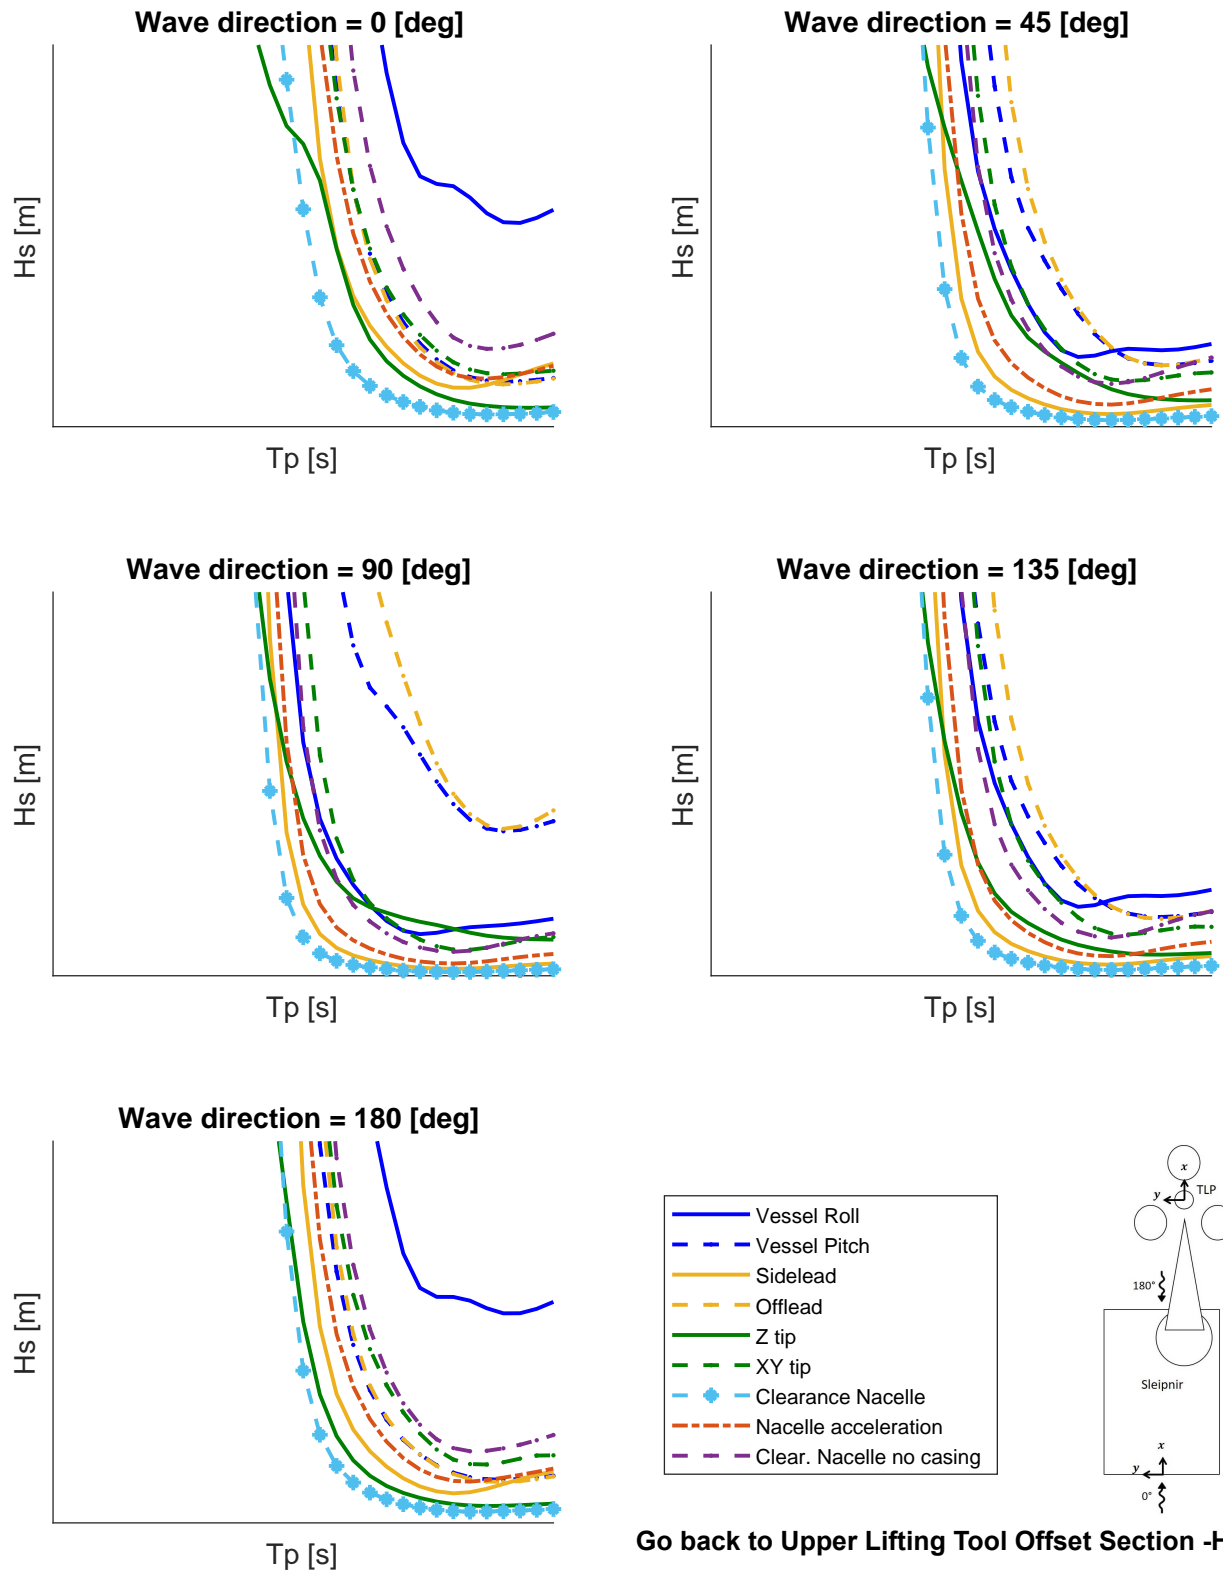 Wave direction = 0 [deg]
Hs [m]
Tp [s]
Wave direction = 45 [deg]
Hs [m]
Tp [s]
Wave direction = 90 [deg]
Hs [m]
Tp [s]
Wave direction = 135 [deg]
Hs [m]
Tp [s]
Wave direction = 180 [deg]
Hs [m]
Tp [s]
Vessel Roll
Vessel Pitch
Sidelead
Offlead
Z tip
XY tip
Clearance Nacelle
Nacelle acceleration
Clear. Nacelle no casing
x
TLP
y
180°
Sleipnir
x
y
0°
Go back to Upper Lifting Tool Offset Section -H